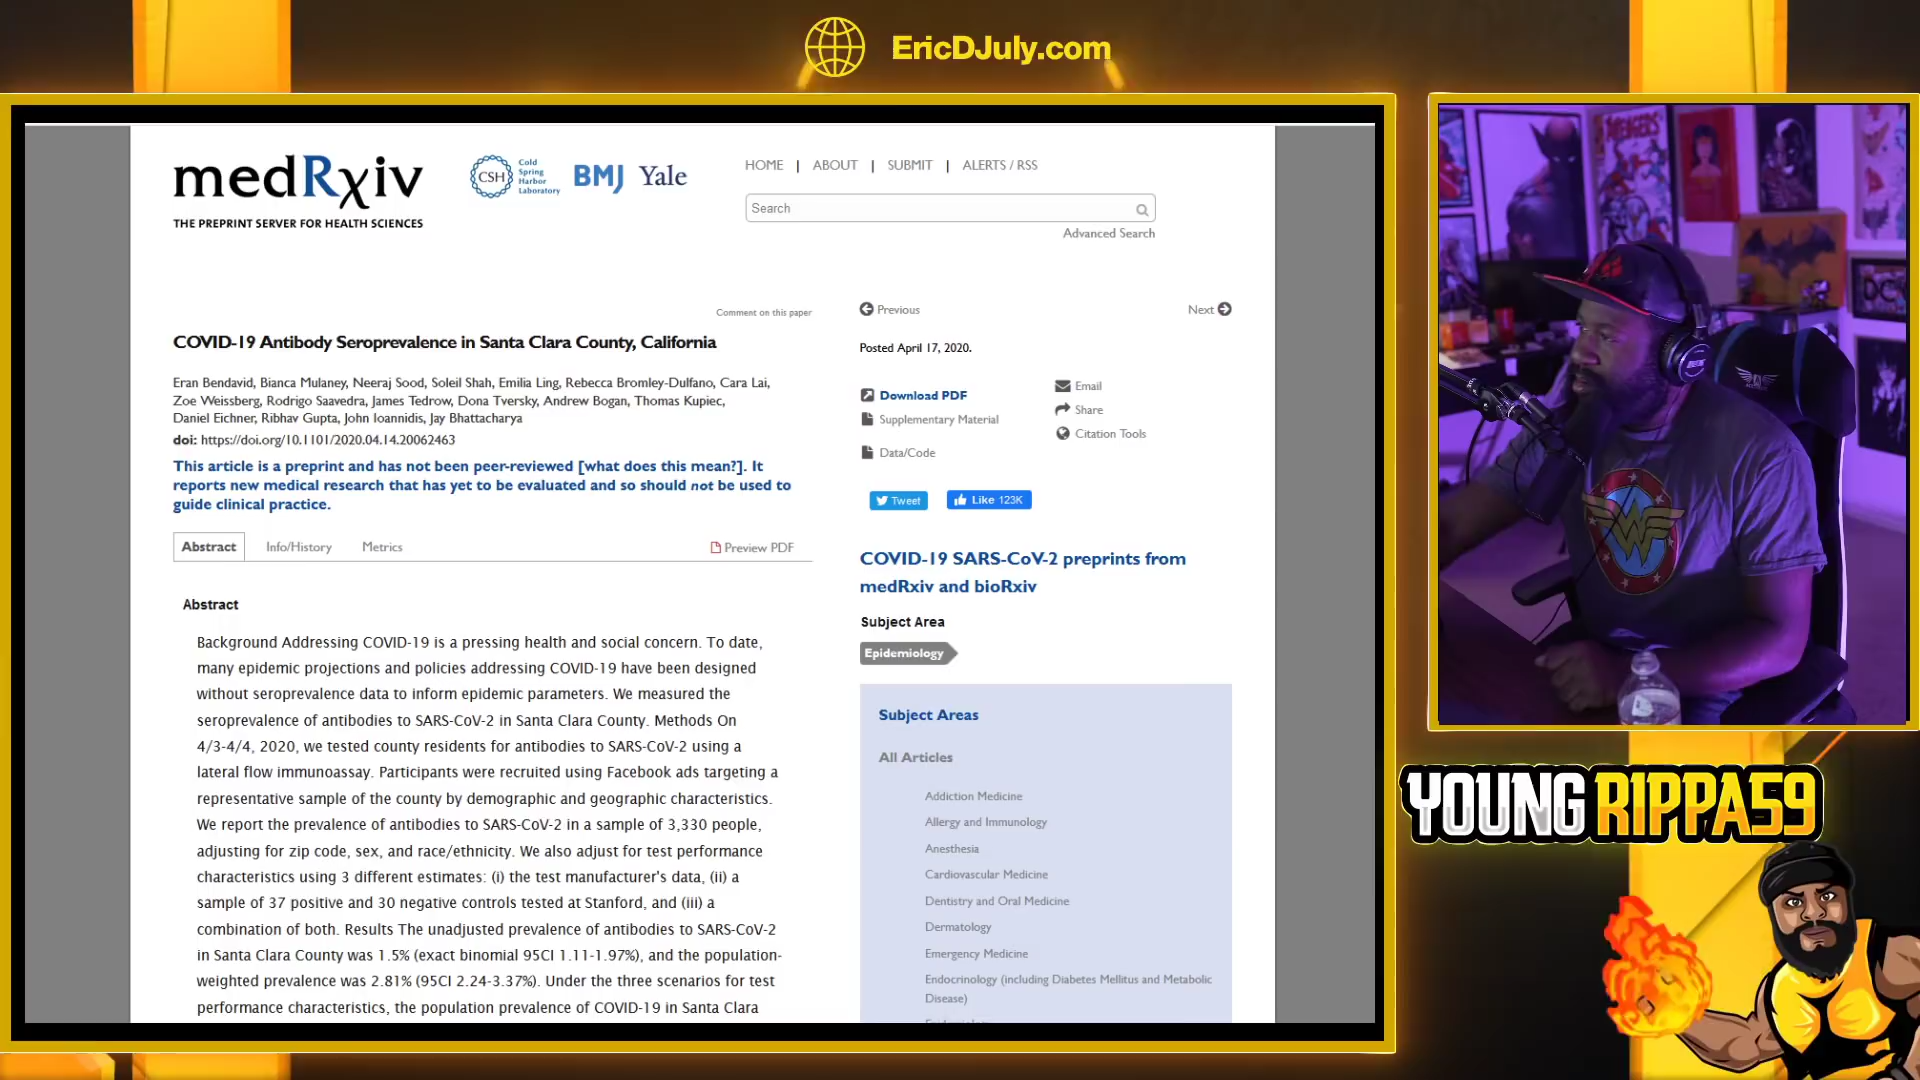 EricDJuly.com
medRxiv
THE PREPRINT SERVER FOR HEALTH SCIENCES
CSH
Cold
Spring
Harbor
Laboratory
BMJ
Yale
HOME | ABOUT | SUBMIT | ALERTS / RSS
Search
Advanced Search
Comment on this paper
COVID-19 Antibody Seroprevalence in Santa Clara County, California
Eran Bendavid, Bianca Mulaney, Neeraj Sood, Soleil Shah, Emilia Ling, Rebecca Bromley-Dulfano, Cara Lai,
Zoe Weissberg, Rodrigo Saavedra, James Tedrow, Dona Tversky, Andrew Bogan, Thomas Kupiec,
Daniel Eichner, Ribhav Gupta, John Ioannidis, Jay Bhattacharya
doi: https://doi.org/10.1101/2020.04.14.20062463
This article is a preprint and has not been peer-reviewed [what does this mean?]. It
reports new medical research that has yet to be evaluated and so should not be used to
guide clinical practice.
Abstract Info/History Metrics Preview PDF
Abstract
Background Addressing COVID-19 is a pressing health and social concern. To date,
many epidemic projections and policies addressing COVID-19 have been designed
without seroprevalence data to inform epidemic parameters. We measured the
seroprevalence of antibodies to SARS-CoV-2 in Santa Clara County. Methods On
4/3-4/4, 2020, we tested county residents for antibodies to SARS-CoV-2 using a
lateral flow immunoassay. Participants were recruited using Facebook ads targeting a
representative sample of the county by demographic and geographic characteristics.
We report the prevalence of antibodies to SARS-CoV-2 in a sample of 3,330 people,
adjusting for zip code, sex, and race/ethnicity. We also adjust for test performance
characteristics using 3 different estimates: (i) the test manufacturer's data, (ii) a
sample of 37 positive and 30 negative controls tested at Stanford, and (iii) a
combination of both. Results The unadjusted prevalence of antibodies to SARS-CoV-2
in Santa Clara County was 1.5% (exact binomial 95CI 1.11-1.97%), and the population-
weighted prevalence was 2.81% (95CI 2.24-3.37%). Under the three scenarios for test
performance characteristics, the population prevalence of COVID-19 in Santa Clara
Previous
Next
Posted April 17, 2020.
Download PDF
Supplementary Material
Data/Code
Email
Share
Citation Tools
Tweet
Like 123K
COVID-19 SARS-CoV-2 preprints from
medRxiv and bioRxiv
Subject Area
Epidemiology
Subject Areas
All Articles
Addiction Medicine
Allergy and Immunology
Anesthesia
Cardiovascular Medicine
Dentistry and Oral Medicine
Dermatology
Emergency Medicine
Endocrinology (including Diabetes Mellitus and Metabolic
Disease)
AVENGERS
DC
YOUNG RIPPA59